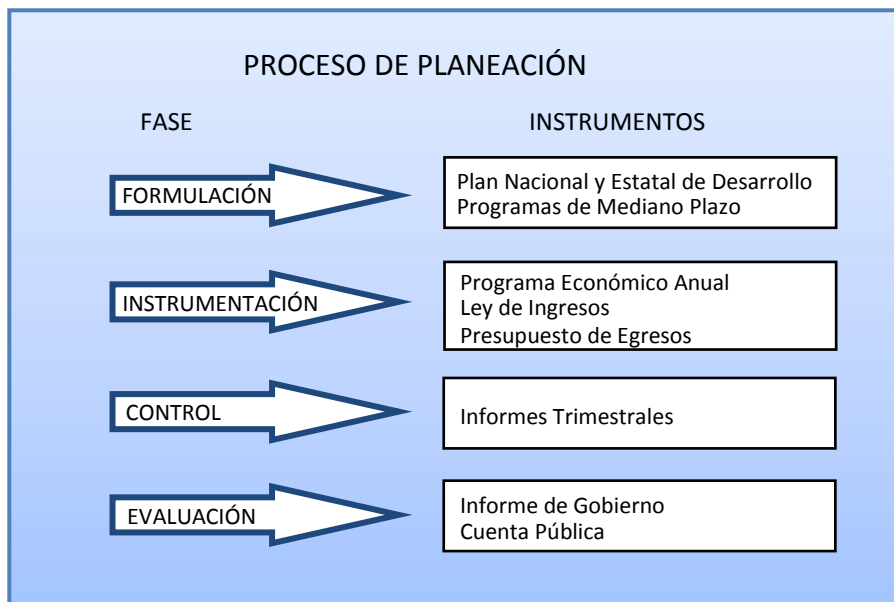 PROCESO DE PLANEACIÓN
FASE INSTRUMENTOS
FORMULACIÓN
Plan Nacional y Estatal de Desarrollo
Programas de Mediano Plazo
INSTRUMENTACIÓN
Programa Económico Anual
Ley de Ingresos
Presupuesto de Egresos
CONTROL
Informes Trimestrales
EVALUACIÓN
Informe de Gobierno
Cuenta Pública